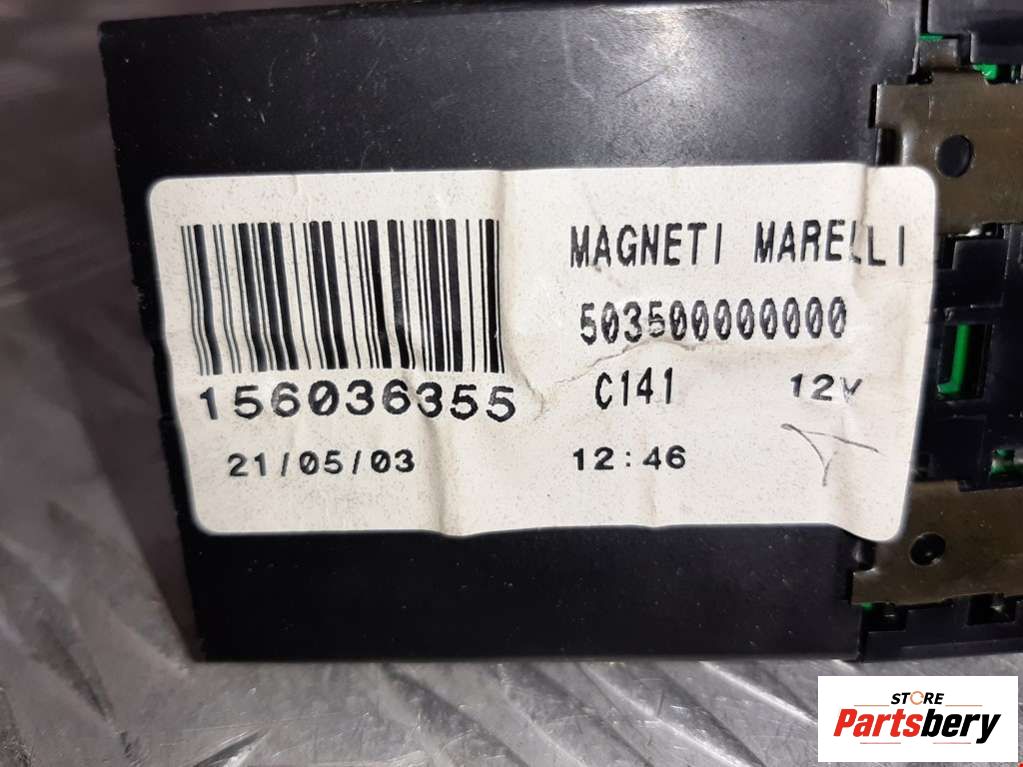 MAGNETI MARELLI
503500000000
156036355
C141 12V
21/05/03 12:46
STORE
Partsbery